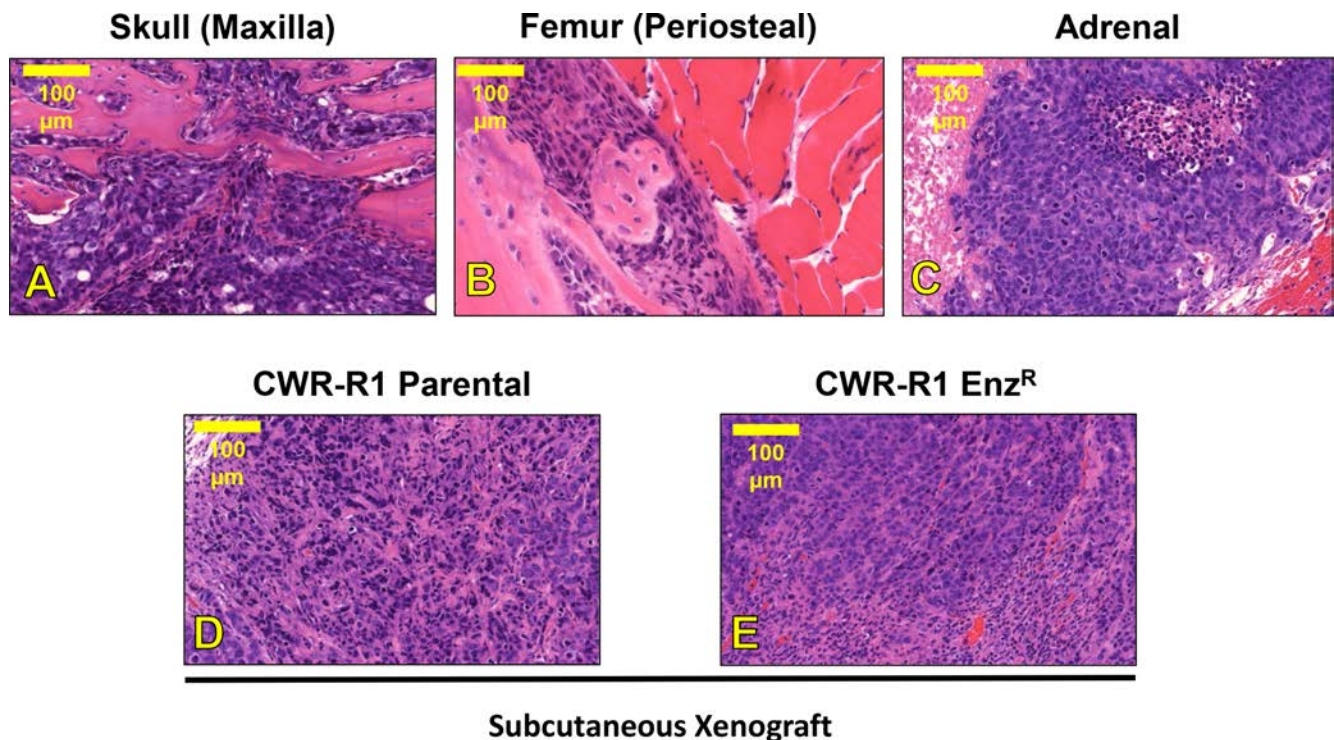 Skull (Maxilla)
Femur (Periosteal)
Adrenal
100
µm
A
100
µm
B
100
µm
C
CWR-R1 Parental
CWR-R1 Enzᴿ
100
µm
D
100
µm
E
Subcutaneous Xenograft